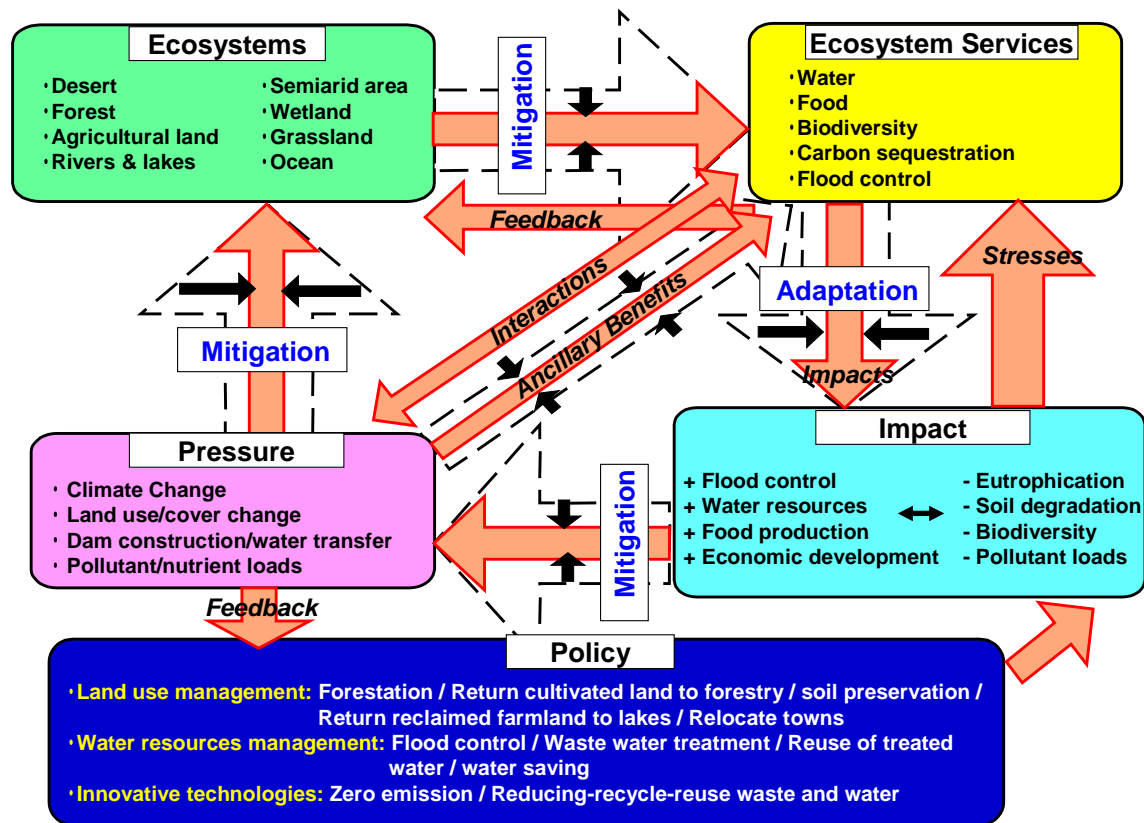 Ecosystems
·Desert
·Forest
·Agricultural land
·Rivers & lakes
·Semiarid area
·Wetland
·Grassland
·Ocean
Mitigation
Ecosystem Services
·Water
·Food
·Biodiversity
·Carbon sequestration
·Flood control
Feedback
Interactions
Ancillary Benefits
Stresses
Adaptation
Impacts
Mitigation
Pressure
· Climate Change
· Land use/cover change
· Dam construction/water transfer
· Pollutant/nutrient loads
Mitigation
Impact
+ Flood control
+ Water resources
+ Food production
+ Economic development
- Eutrophication
- Soil degradation
- Biodiversity
- Pollutant loads
Feedback
Policy
·Land use management: Forestation / Return cultivated land to forestry / soil preservation /
Return reclaimed farmland to lakes / Relocate towns
·Water resources management: Flood control / Waste water treatment / Reuse of treated
water / water saving
·Innovative technologies: Zero emission / Reducing-recycle-reuse waste and water